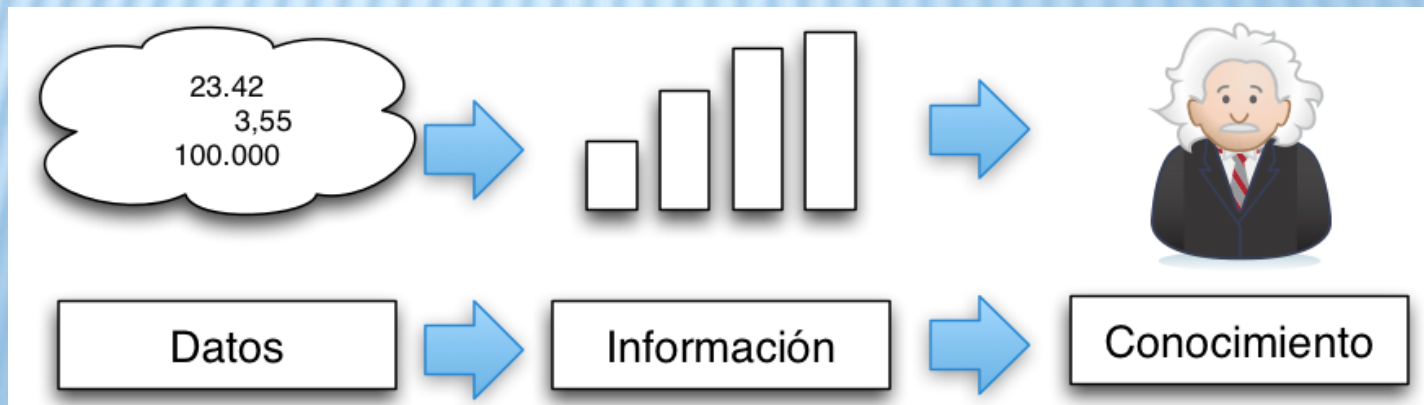 23.42
3,55
100.000
Datos
Información
Conocimiento